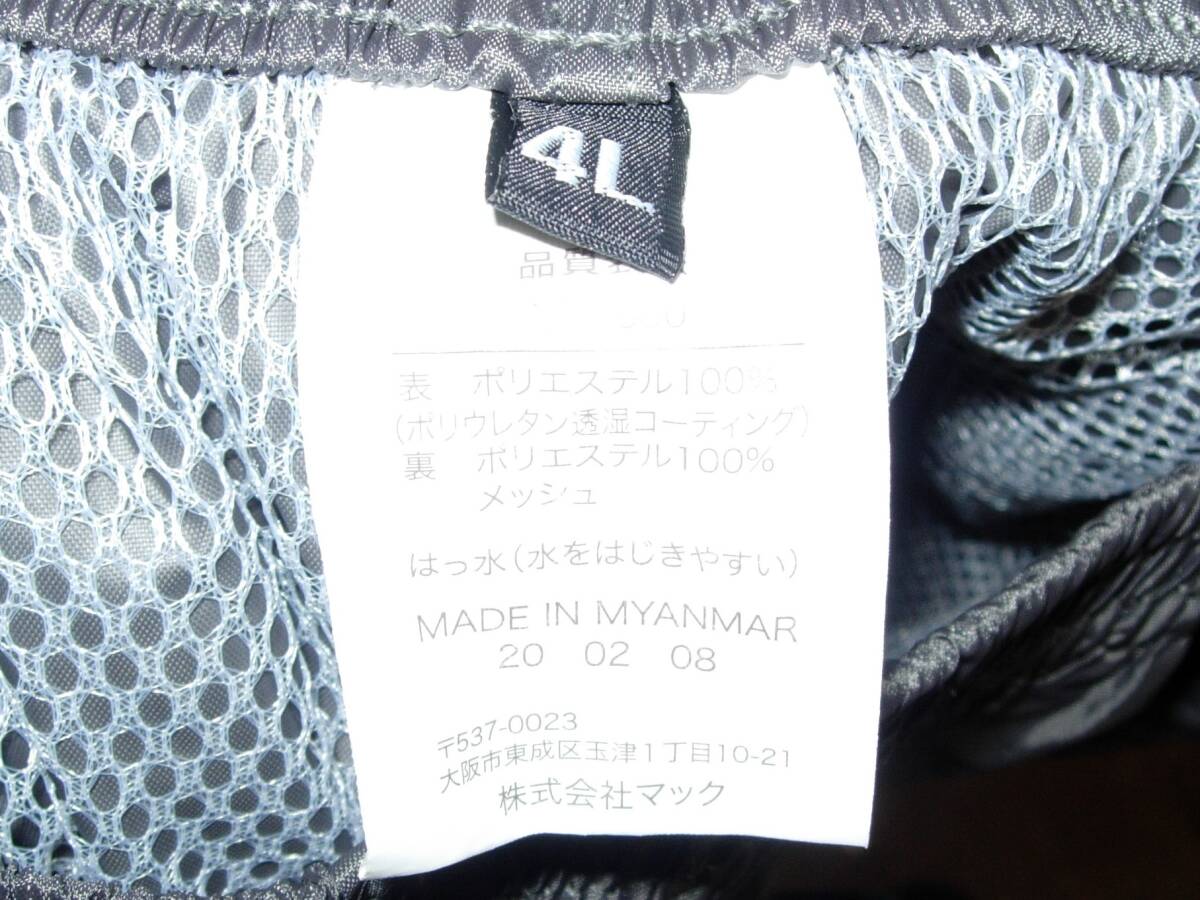 4L
品質
表 ポリエステル100%
(ポリウレタン透湿コーティング)
裏 ポリエステル100%
メッシュ
はっ水(水をはじきやすい)
MADE IN MYANMAR
20 02 08
〒537-0023
大阪市東成区玉津1丁目10-21
株式会社マック